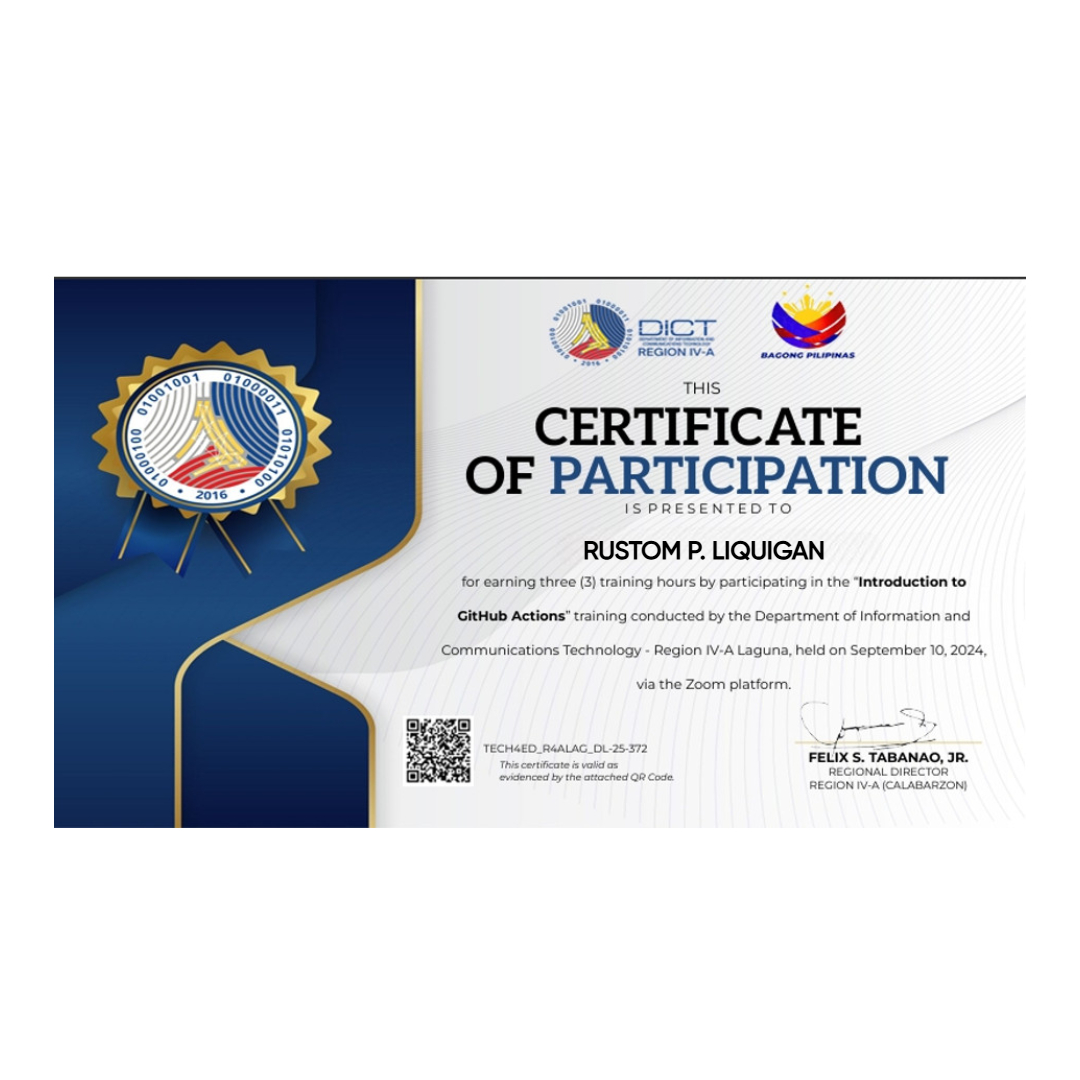 01000100 01001001 01000011 01010100
2016
01000100 01001001 01000011 01010100
2016
DICT
DEPARTMENT OF INFORMATION AND
COMMUNICATIONS TECHNOLOGY
REGION IV-A
BAGONG PILIPINAS
THIS
CERTIFICATE
OF PARTICIPATION
IS PRESENTED TO
RUSTOM P. LIQUIGAN
for earning three (3) training hours by participating in the "Introduction to
GitHub Actions" training conducted by the Department of Information and
Communications Technology - Region IV-A Laguna, held on September 10, 2024,
via the Zoom platform.
TECH4ED_R4ALAG_DL-25-372
This certificate is valid as
evidenced by the attached QR Code.
FELIX S. TABANAO, JR.
REGIONAL DIRECTOR
REGION IV-A (CALABARZON)